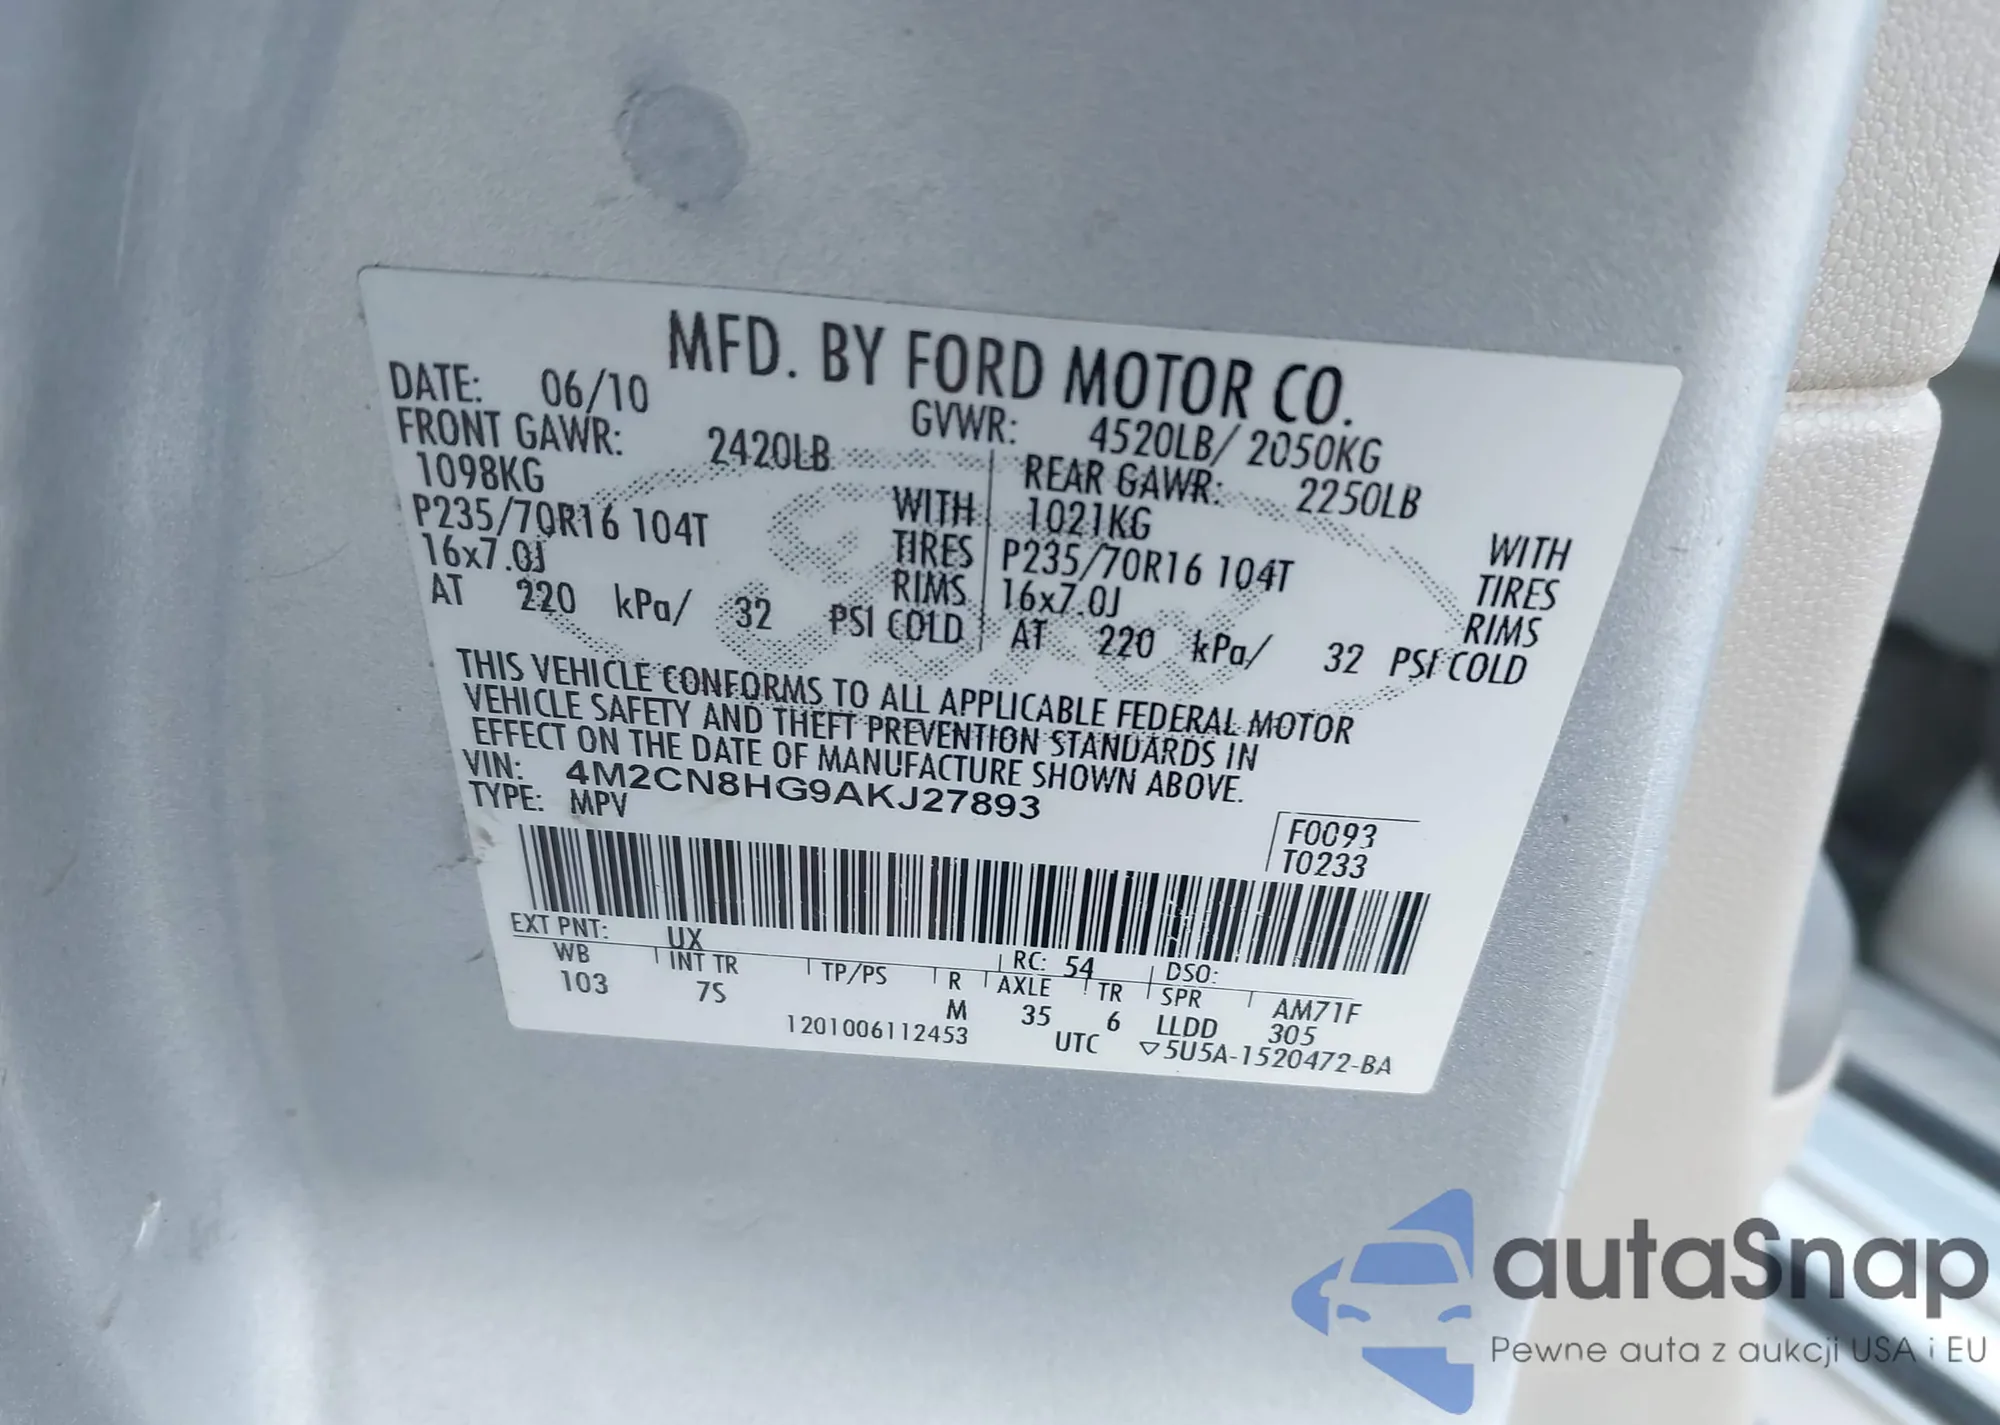 MFD. BY FORD MOTOR CO.
DATE: 06/10 GVWR: 4520LB/ 2050KG
FRONT GAWR: 2420LB REAR GAWR: 2250LB
1098KG WITH 1021KG WITH
P235/70R16 104T TIRES P235/70R16 104T TIRES
16x7.0J RIMS 16x7.0J RIMS
AT 220 kPa/ 32 PSI COLD AT 220 kPa/ 32 PSI COLD
THIS VEHICLE CONFORMS TO ALL APPLICABLE FEDERAL MOTOR
VEHICLE SAFETY AND THEFT PREVENTION STANDARDS IN
EFFECT ON THE DATE OF MANUFACTURE SHOWN ABOVE.
VIN: 4M2CN8HG9AKJ27893
TYPE: MPV
F0093
T0233
EXT PNT: UX RC: 54 DSO:
WB INT TR TP/PS R AXLE TR SPR AM71F
103 7S M 35 6 LLDD 305
1201006112453 UTC ▽5U5A-1520472-BA
autaSnap
Pewne auta z aukcji USA i EU